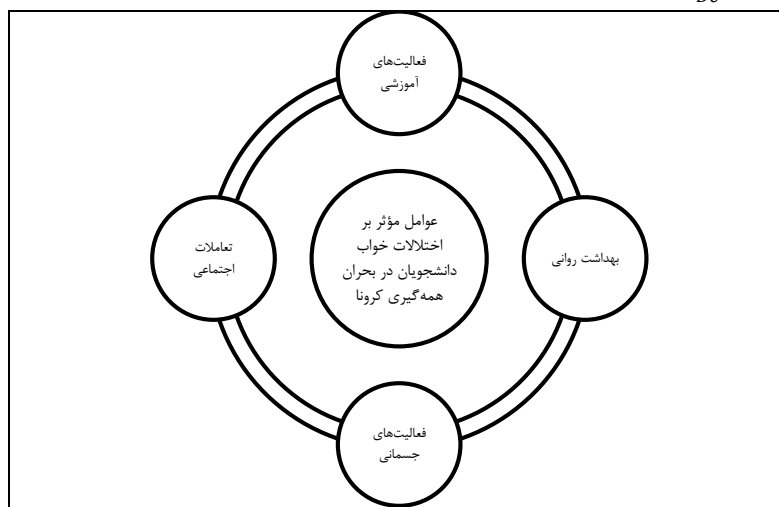 فعالیت‌های
آموزشی
عوامل مؤثر بر
اختلالات خواب
دانشجویان در بحران
همه‌گیری کرونا
بهداشت روانی
تعاملات
اجتماعی
فعالیت‌های
جسمانی